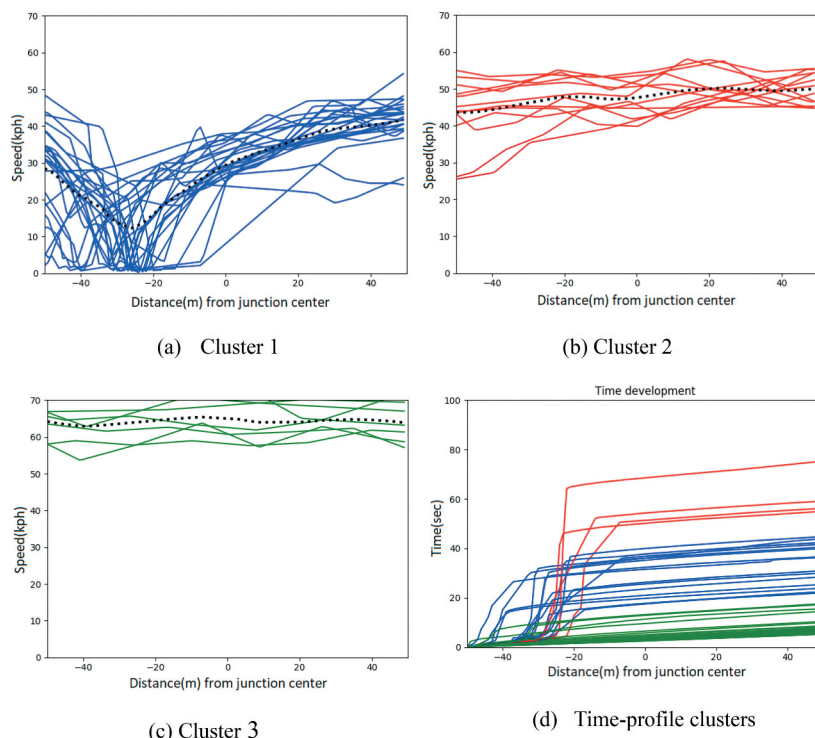 70
60
50
40
30
20
10
0
Speed(kph)
−40 −20 0 20 40
Distance(m) from junction center
(a) Cluster 1
70
60
50
40
30
20
10
0
Speed(kph)
−40 −20 0 20 40
Distance(m) from junction center
(b) Cluster 2
70
60
50
40
30
20
10
0
Speed(kph)
−40 −20 0 20 40
Distance(m) from junction center
(c) Cluster 3
Time development
100
80
60
40
20
0
Time(sec)
−40 −20 0 20 40
Distance(m) from junction center
(d) Time-profile clusters